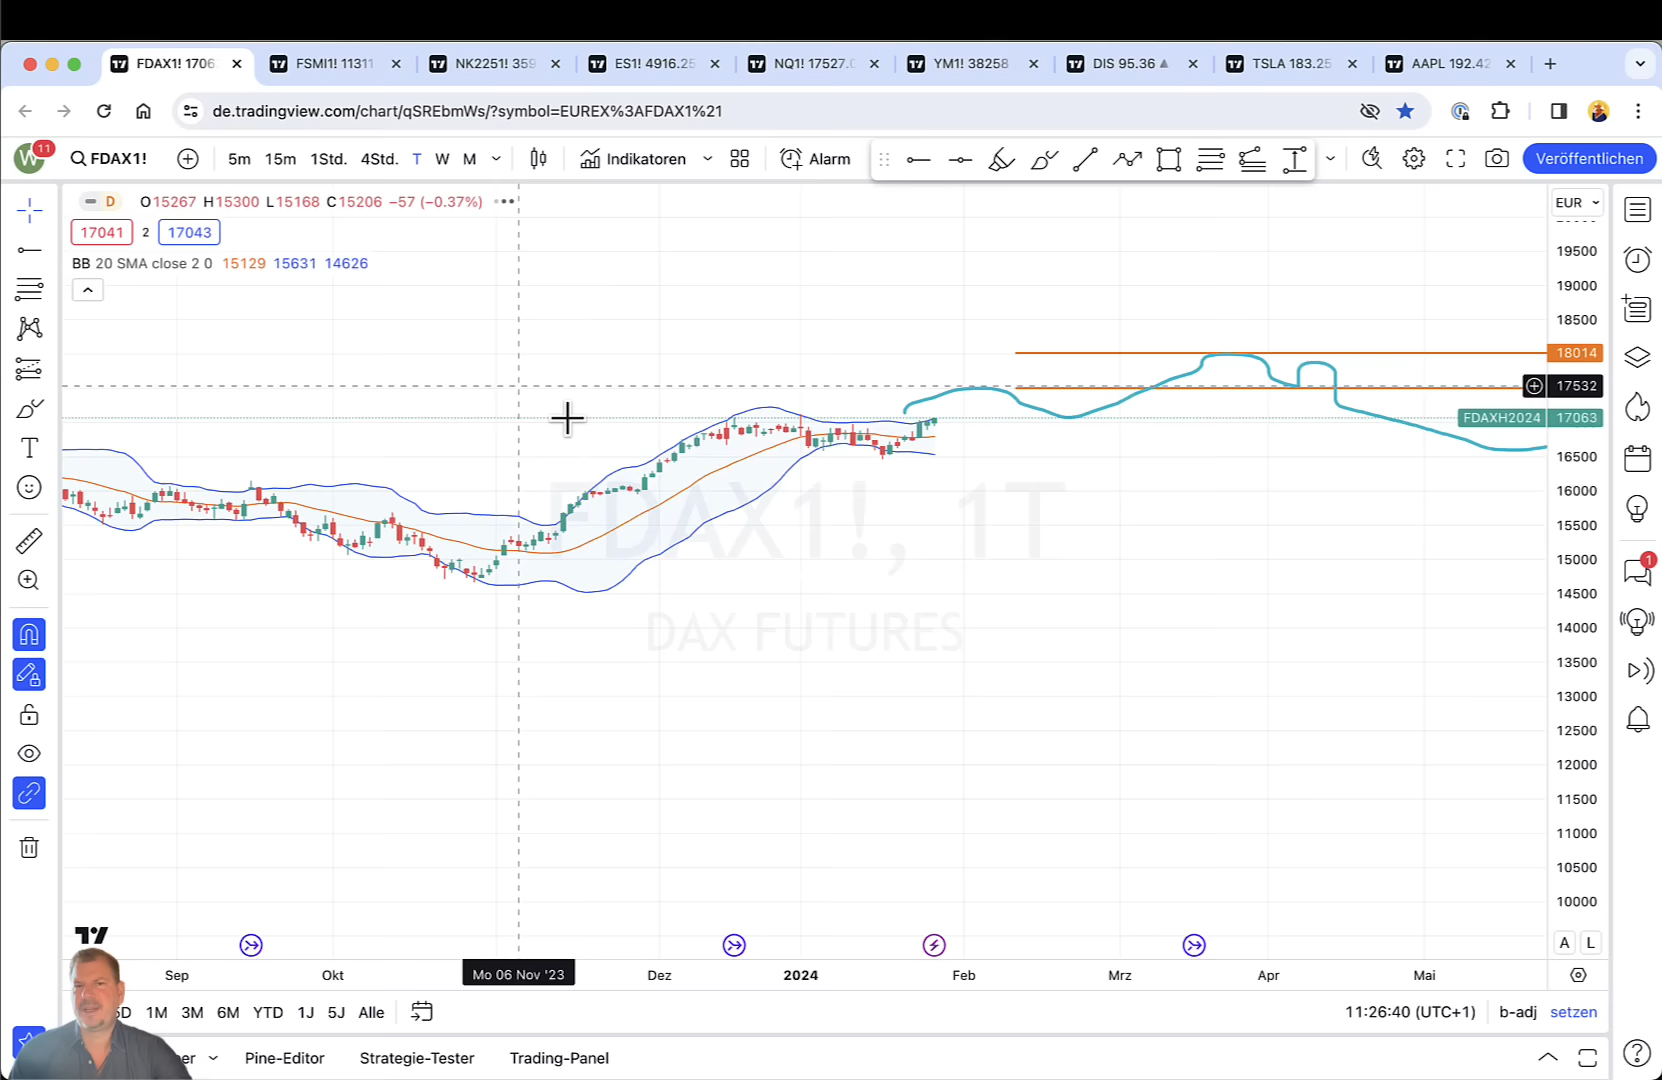 FDAX1! 1706
FSMI1! 11311
NK2251! 359
ES1! 4916.25
NQ1! 17527.0
YM1! 38258
DIS 95.36
TSLA 183.25
AAPL 192.42
de.tradingview.com/chart/qSREbmWs/?symbol=EUREX%3AFDAX1%21
W 11 FDAX1! 5m 15m 1Std. 4Std. T W M Indikatoren Alarm Veröffentlichen
D O15267 H15300 L15168 C15206 −57 (−0.37%)
EUR
17041 2 17043
BB 20 SMA close 2 0 15129 15631 14626
19500
19000
18500
18014
17532
FDAXH2024 17063
16500
16000
15500
15000
14500
14000
13500
13000
12500
12000
11500
11000
10500
10000
FDAX1!, 1T
DAX FUTURES
1
A L
Sep Okt Mo 06 Nov '23 Dez 2024 Feb Mrz Apr Mai
5D 1M 3M 6M YTD 1J 5J Alle 11:26:40 (UTC+1) b-adj setzen
er Pine-Editor Strategie-Tester Trading-Panel